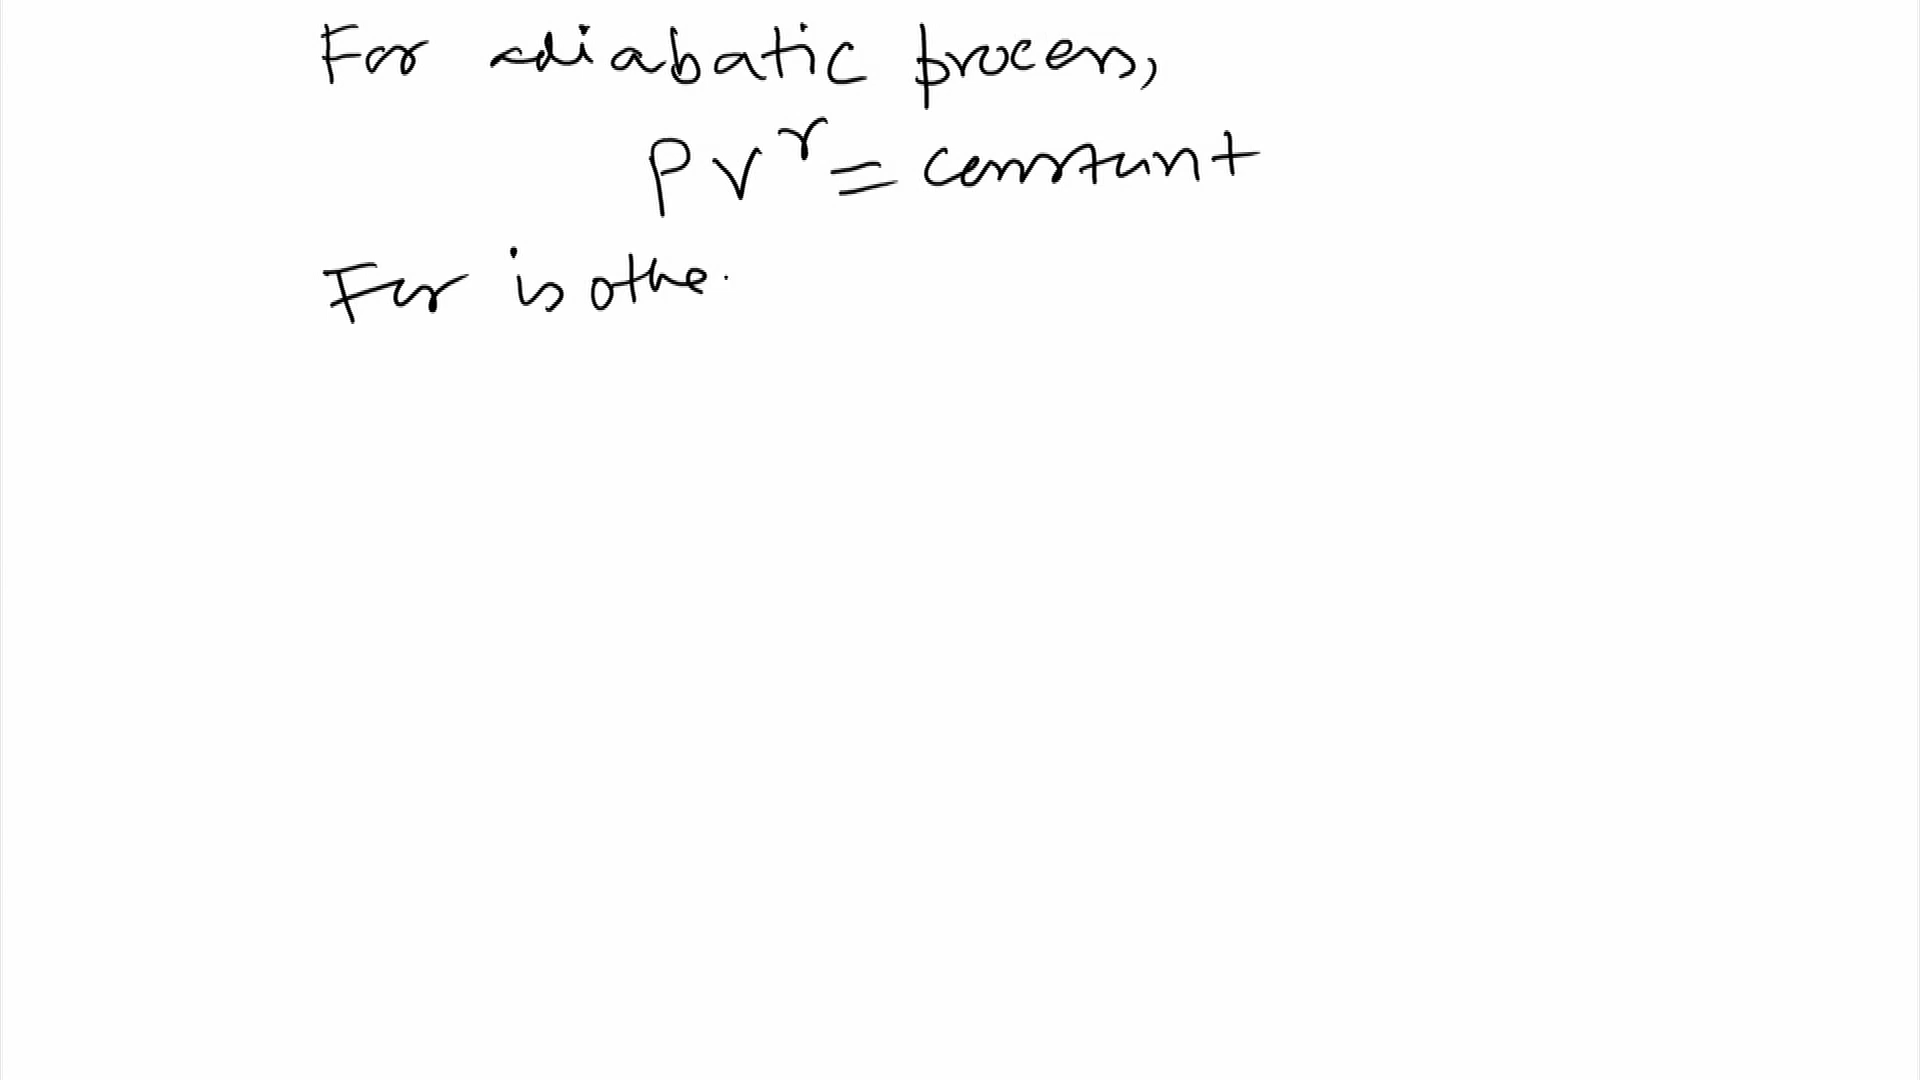 For adiabatic process,
PV^γ = constant
For isothe